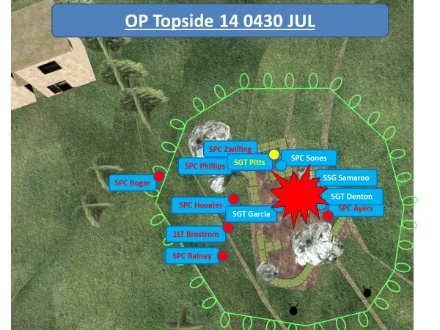 OP Topside 14 0430 JUL
SPC Zwilling
SPC Phillips
SGT Pitts
SPC Sones
SSG Samaroo
SPC Bogar
SGT Denton
SPC Hovater
SPC Ayers
SGT Garcia
1LT Brostrom
SPC Rainey